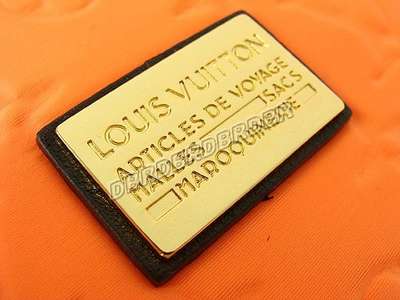 LOUIS VUITTON
ARTICLES DE VOYAGE
MALLES SACS
MAROQUINERIE